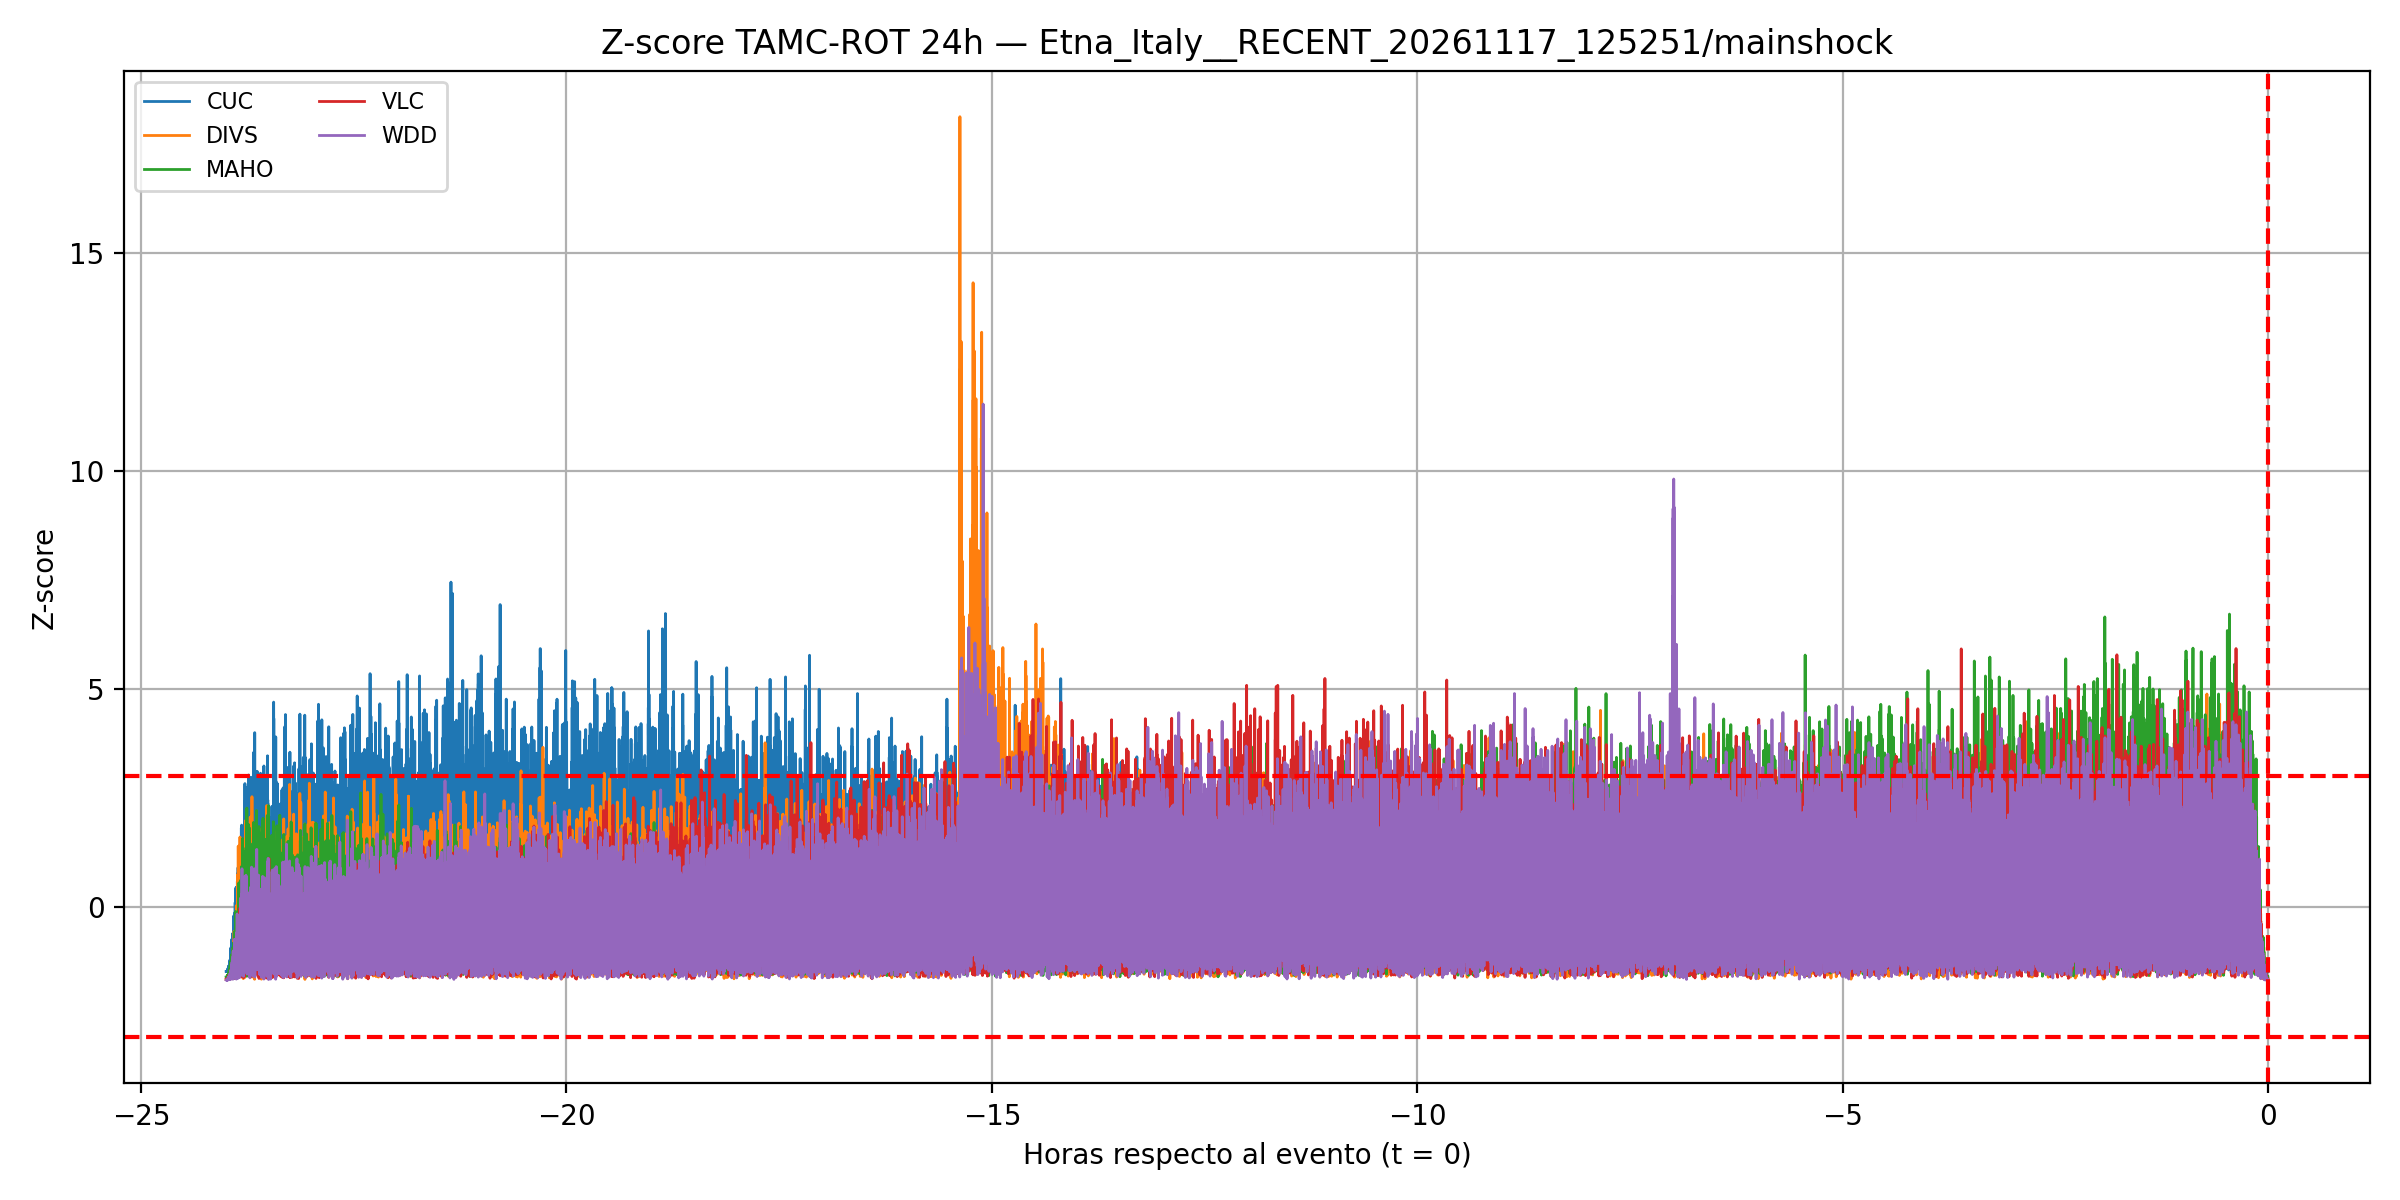 Z-score TAMC-ROT 24h — Etna_Italy__RECENT_20261117_125251/mainshock
CUC
DIVS
MAHO
VLC
WDD
Z-score
15
10
5
0
−25
−20
−15
−10
−5
0
Horas respecto al evento (t = 0)